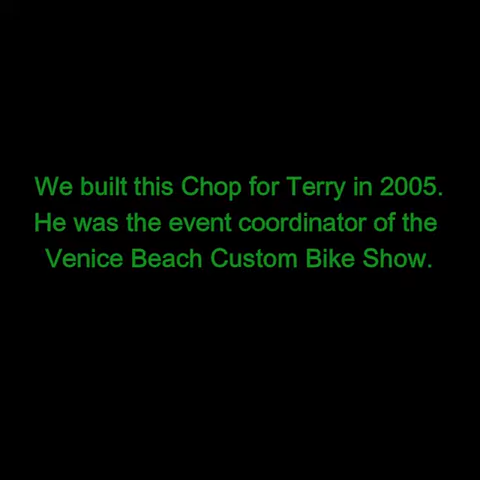 We built this Chop for Terry in 2005.
He was the event coordinator of the
Venice Beach Custom Bike Show.